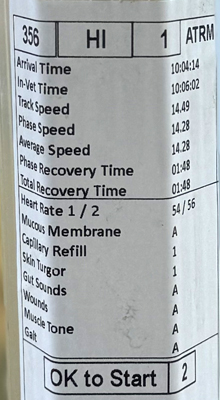 356 HI 1 ATRM
Arrival Time 10:04:14
In-Vet Time 10:06:02
Track Speed 14.49
Phase Speed 14.28
Average Speed 14.28
Phase Recovery Time 01:48
Total Recovery Time 01:48
Heart Rate 1 / 2 54 / 56
Mucous Membrane A
Capillary Refill 1
Skin Turgor 1
Gut Sounds A
Wounds A
Muscle Tone A
Gait A
OK to Start 2